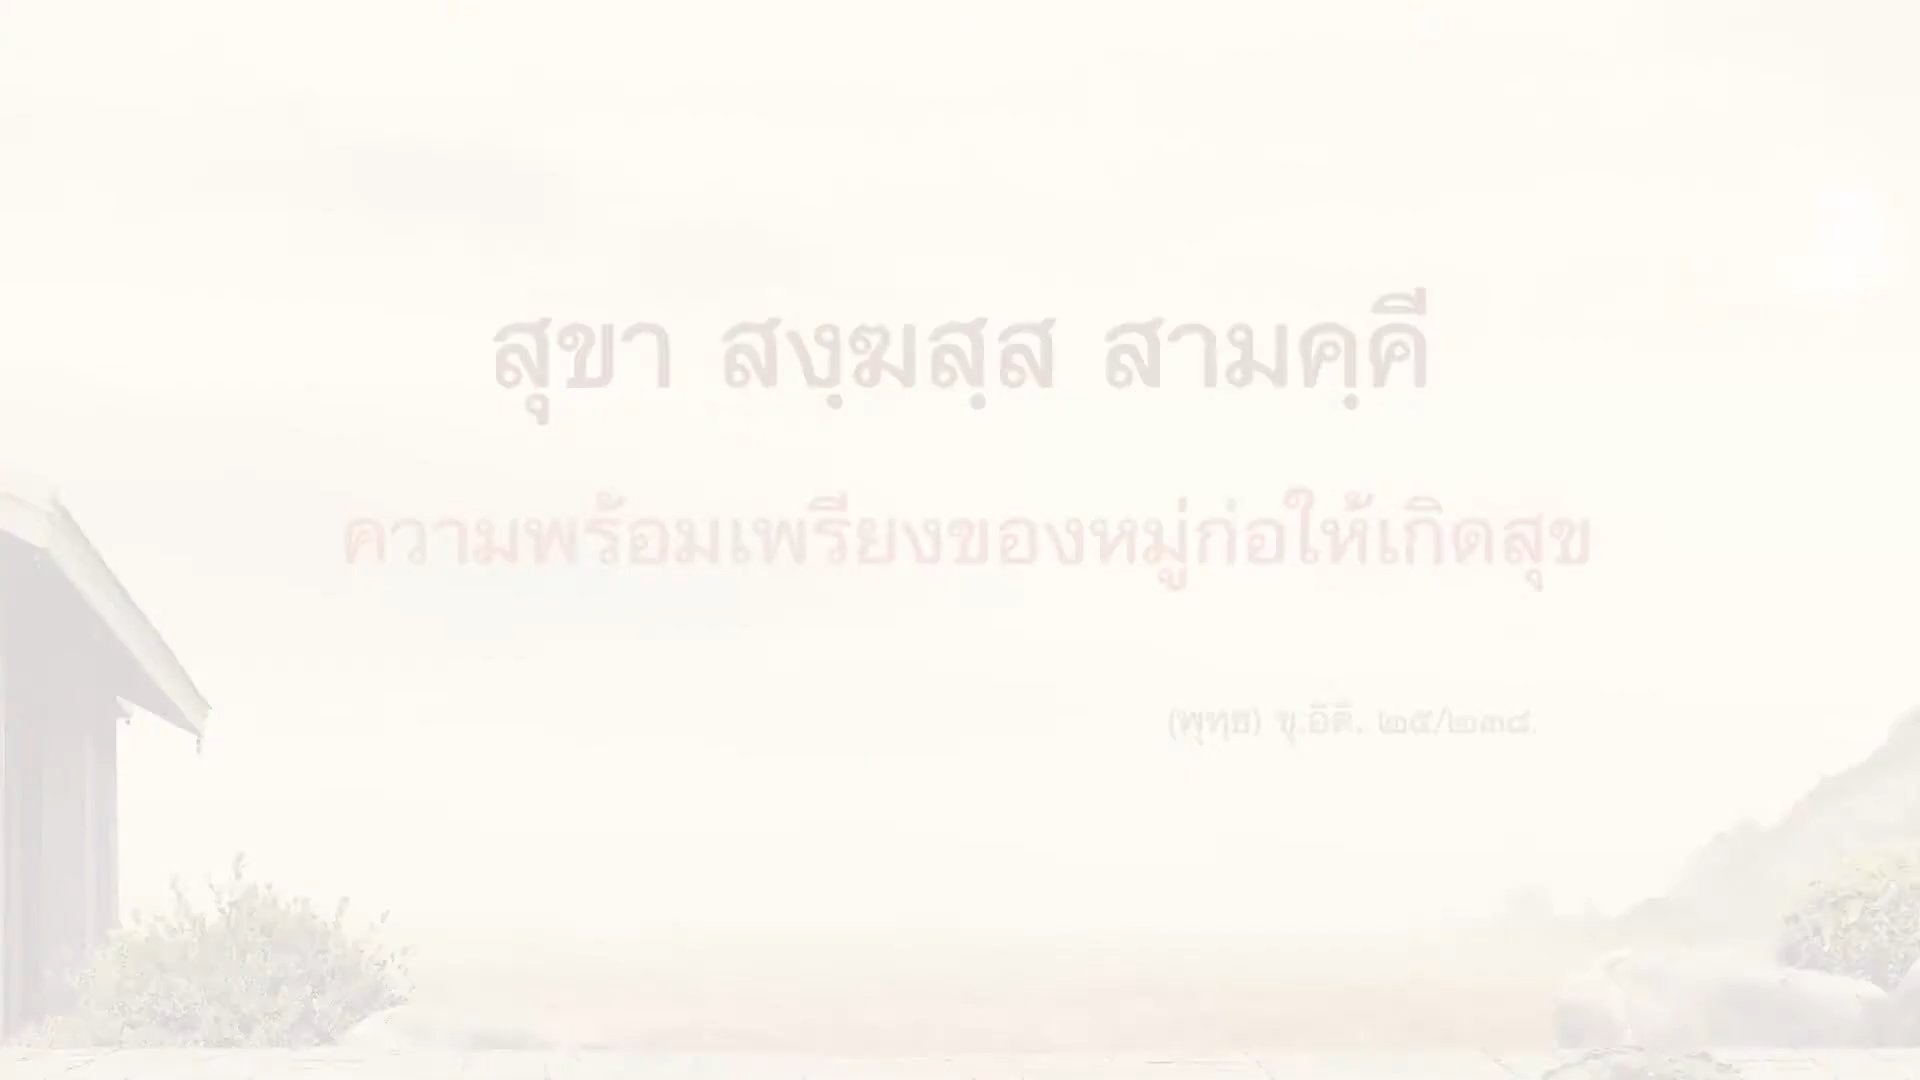 สุขา สงฺฆสฺส สามคฺคี
ความพร้อมเพรียงของหมู่ก่อให้เกิดสุข
(พุทฺธ) ขุ.อิติ. ๒๕/๒๓๘.